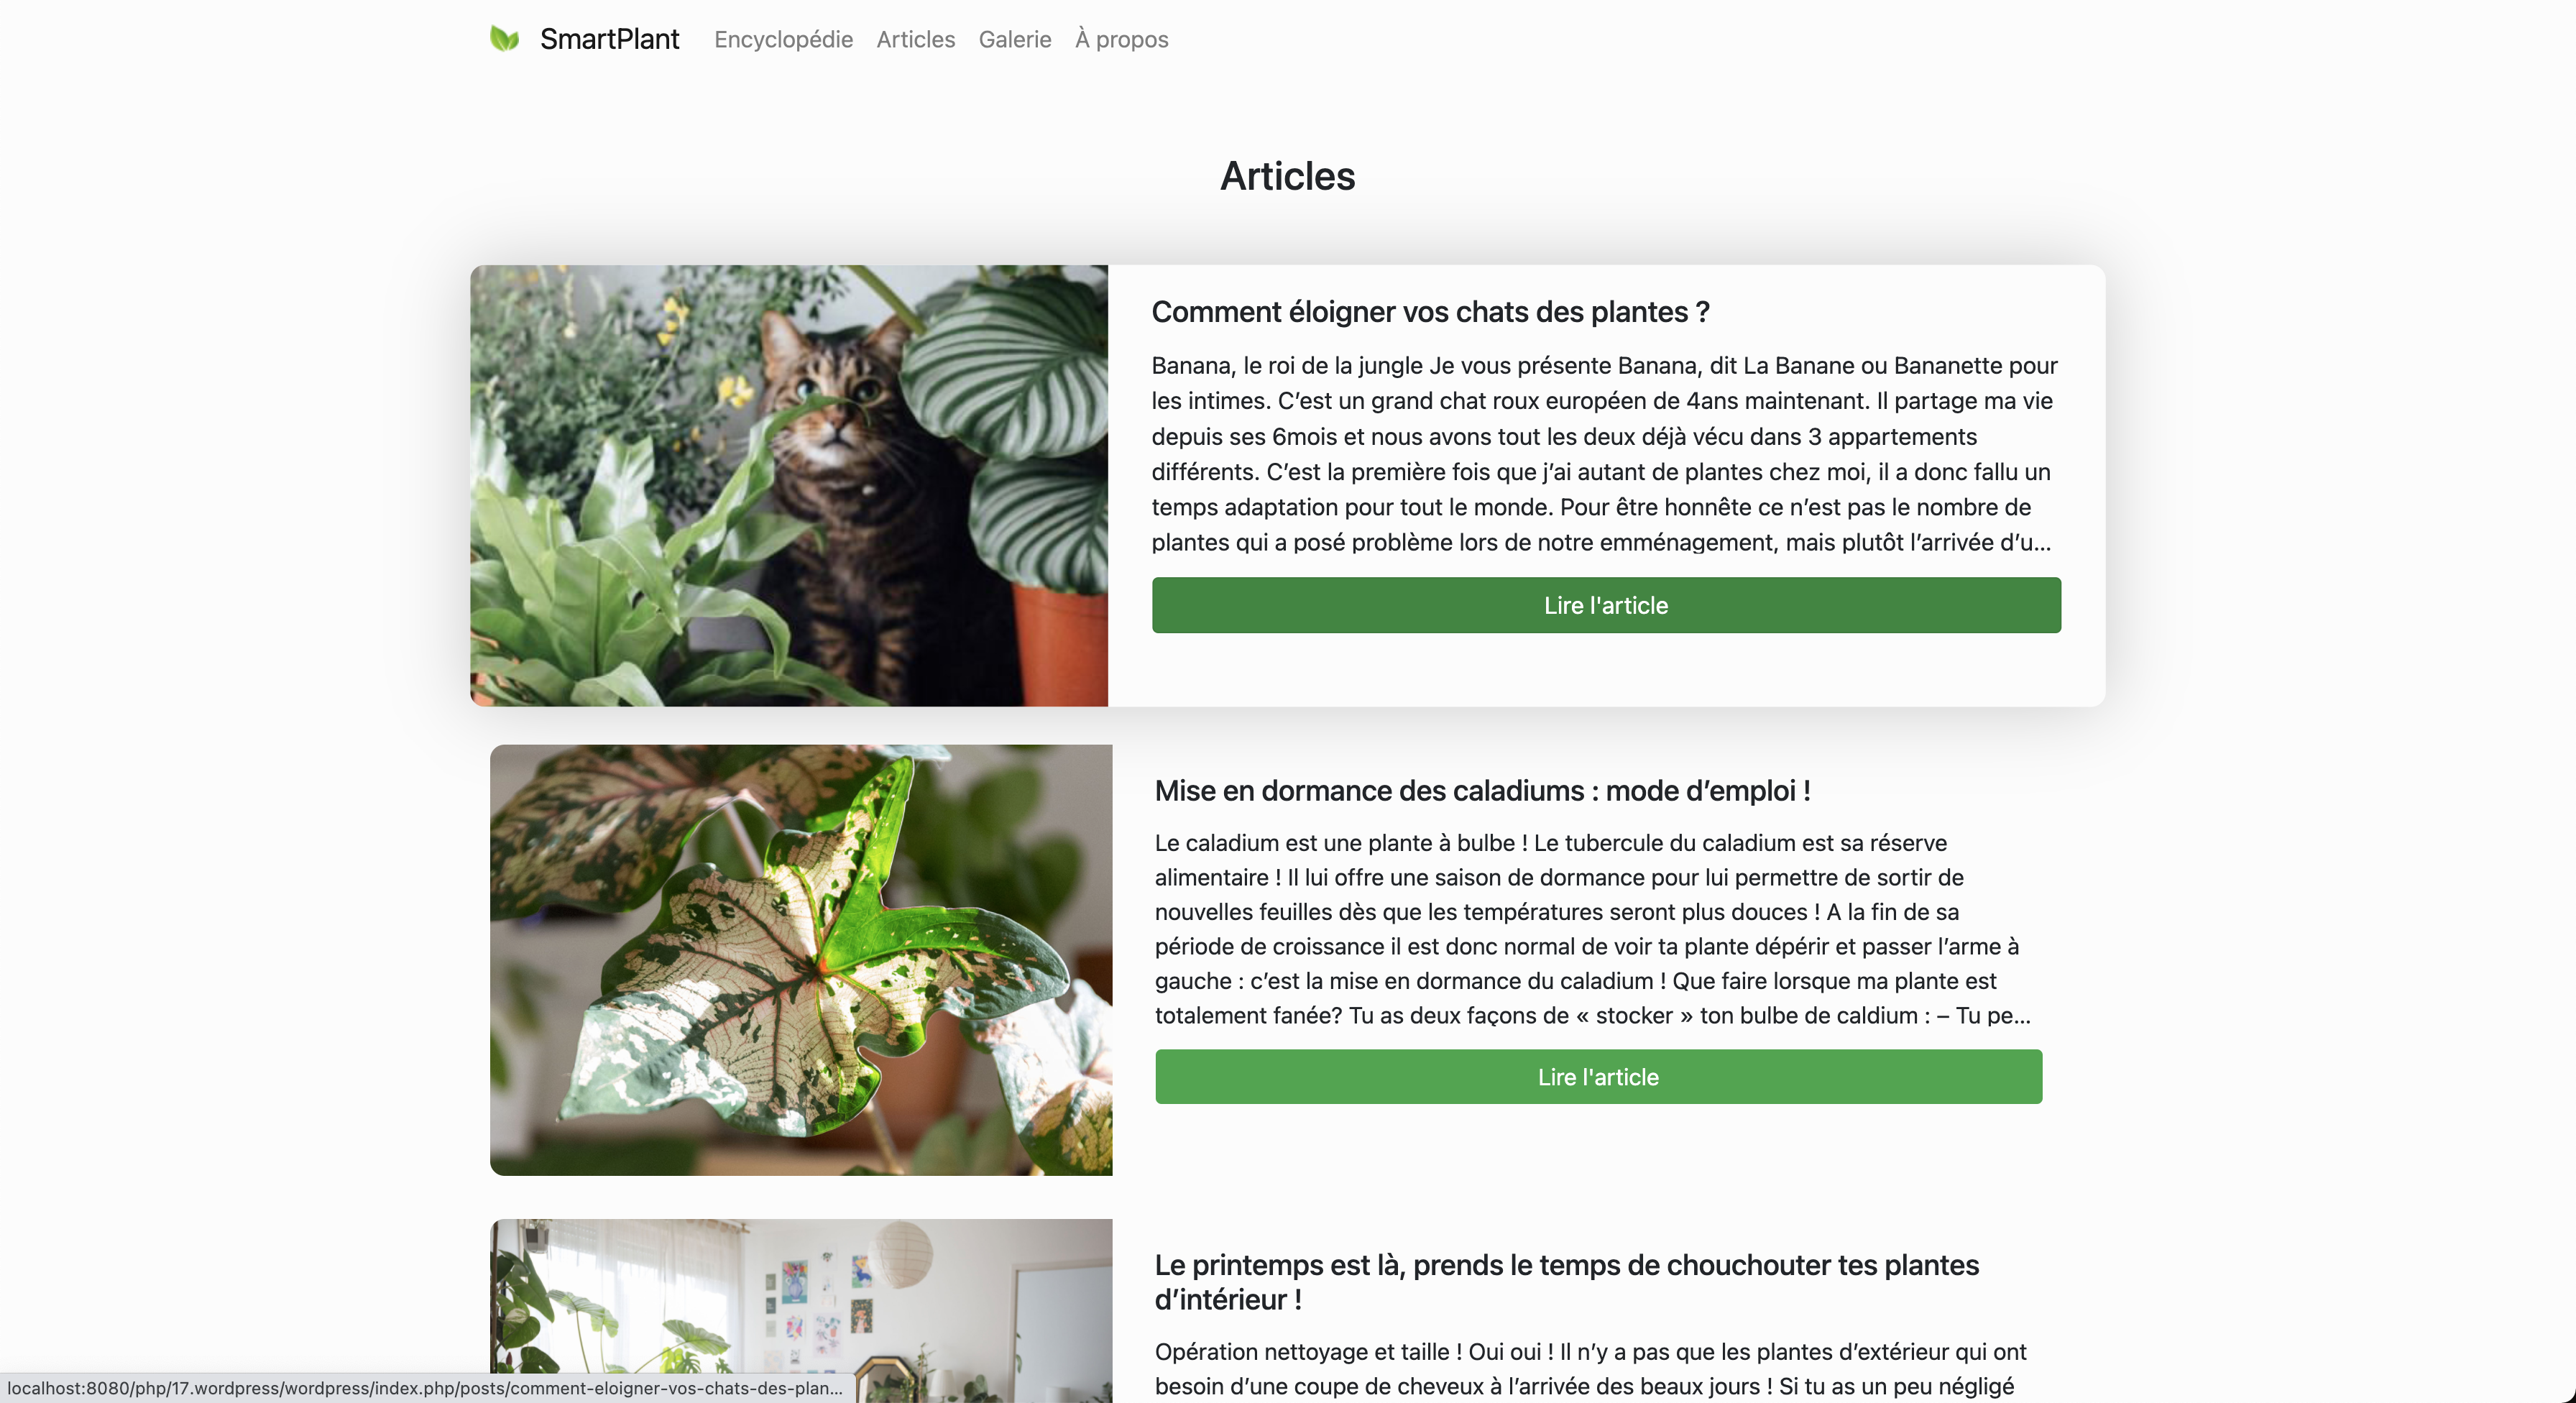 SmartPlant Encyclopédie Articles Galerie À propos
Articles
Comment éloigner vos chats des plantes ?
Banana, le roi de la jungle Je vous présente Banana, dit La Banane ou Bananette pour
les intimes. C’est un grand chat roux européen de 4ans maintenant. Il partage ma vie
depuis ses 6mois et nous avons tout les deux déjà vécu dans 3 appartements
différents. C’est la première fois que j’ai autant de plantes chez moi, il a donc fallu un
temps adaptation pour tout le monde. Pour être honnête ce n’est pas le nombre de
plantes qui a posé problème lors de notre emménagement, mais plutôt l’arrivée d’u...
Lire l'article
Mise en dormance des caladiums : mode d’emploi !
Le caladium est une plante à bulbe ! Le tubercule du caladium est sa réserve
alimentaire ! Il lui offre une saison de dormance pour lui permettre de sortir de
nouvelles feuilles dès que les températures seront plus douces ! A la fin de sa
période de croissance il est donc normal de voir ta plante dépérir et passer l’arme à
gauche : c’est la mise en dormance du caladium ! Que faire lorsque ma plante est
totalement fanée? Tu as deux façons de « stocker » ton bulbe de caldium : – Tu pe...
Lire l'article
Le printemps est là, prends le temps de chouchouter tes plantes
d’intérieur !
Opération nettoyage et taille ! Oui oui ! Il n’y a pas que les plantes d’extérieur qui ont
besoin d’une coupe de cheveux à l’arrivée des beaux jours ! Si tu as un peu négligé
localhost:8080/php/17.wordpress/wordpress/index.php/posts/comment-eloigner-vos-chats-des-plan...